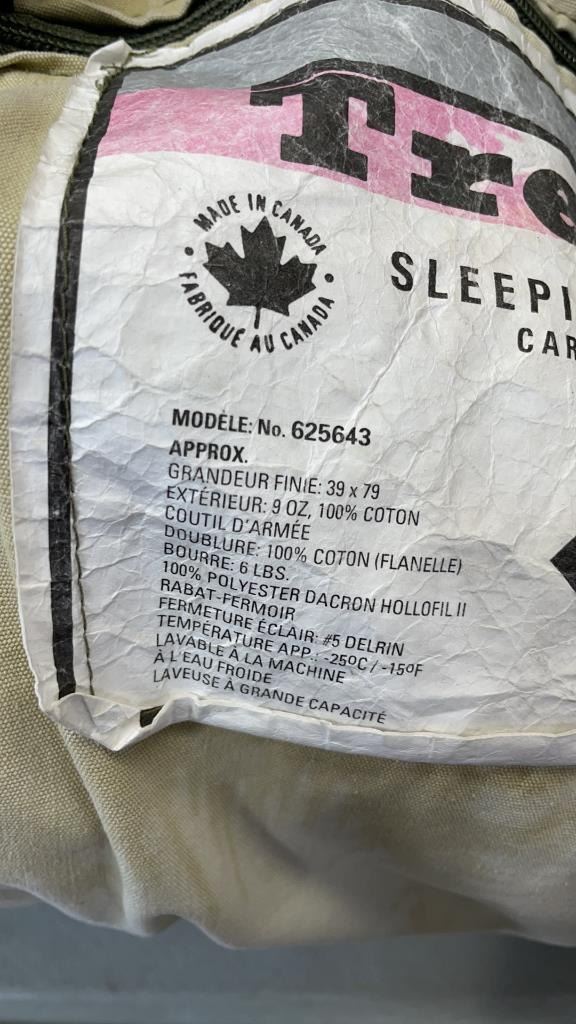 Tre
MADE IN CANADA
FABRIQUÉ AU CANADA
SLEEPI
CAR
MODÈLE: No. 625643
APPROX.
GRANDEUR FINIE: 39 x 79
EXTÉRIEUR: 9 OZ, 100% COTON
COUTIL D'ARMÉE
DOUBLURE: 100% COTON (FLANELLE)
BOURRE: 6 LBS.
100% POLYESTER DACRON HOLLOFIL II
RABAT-FERMOIR
FERMETURE ÉCLAIR: #5 DELRIN
TEMPÉRATURE APP.: -25ºC / -15ºF
LAVABLE À LA MACHINE
À L'EAU FROIDE
LAVEUSE À GRANDE CAPACITÉ